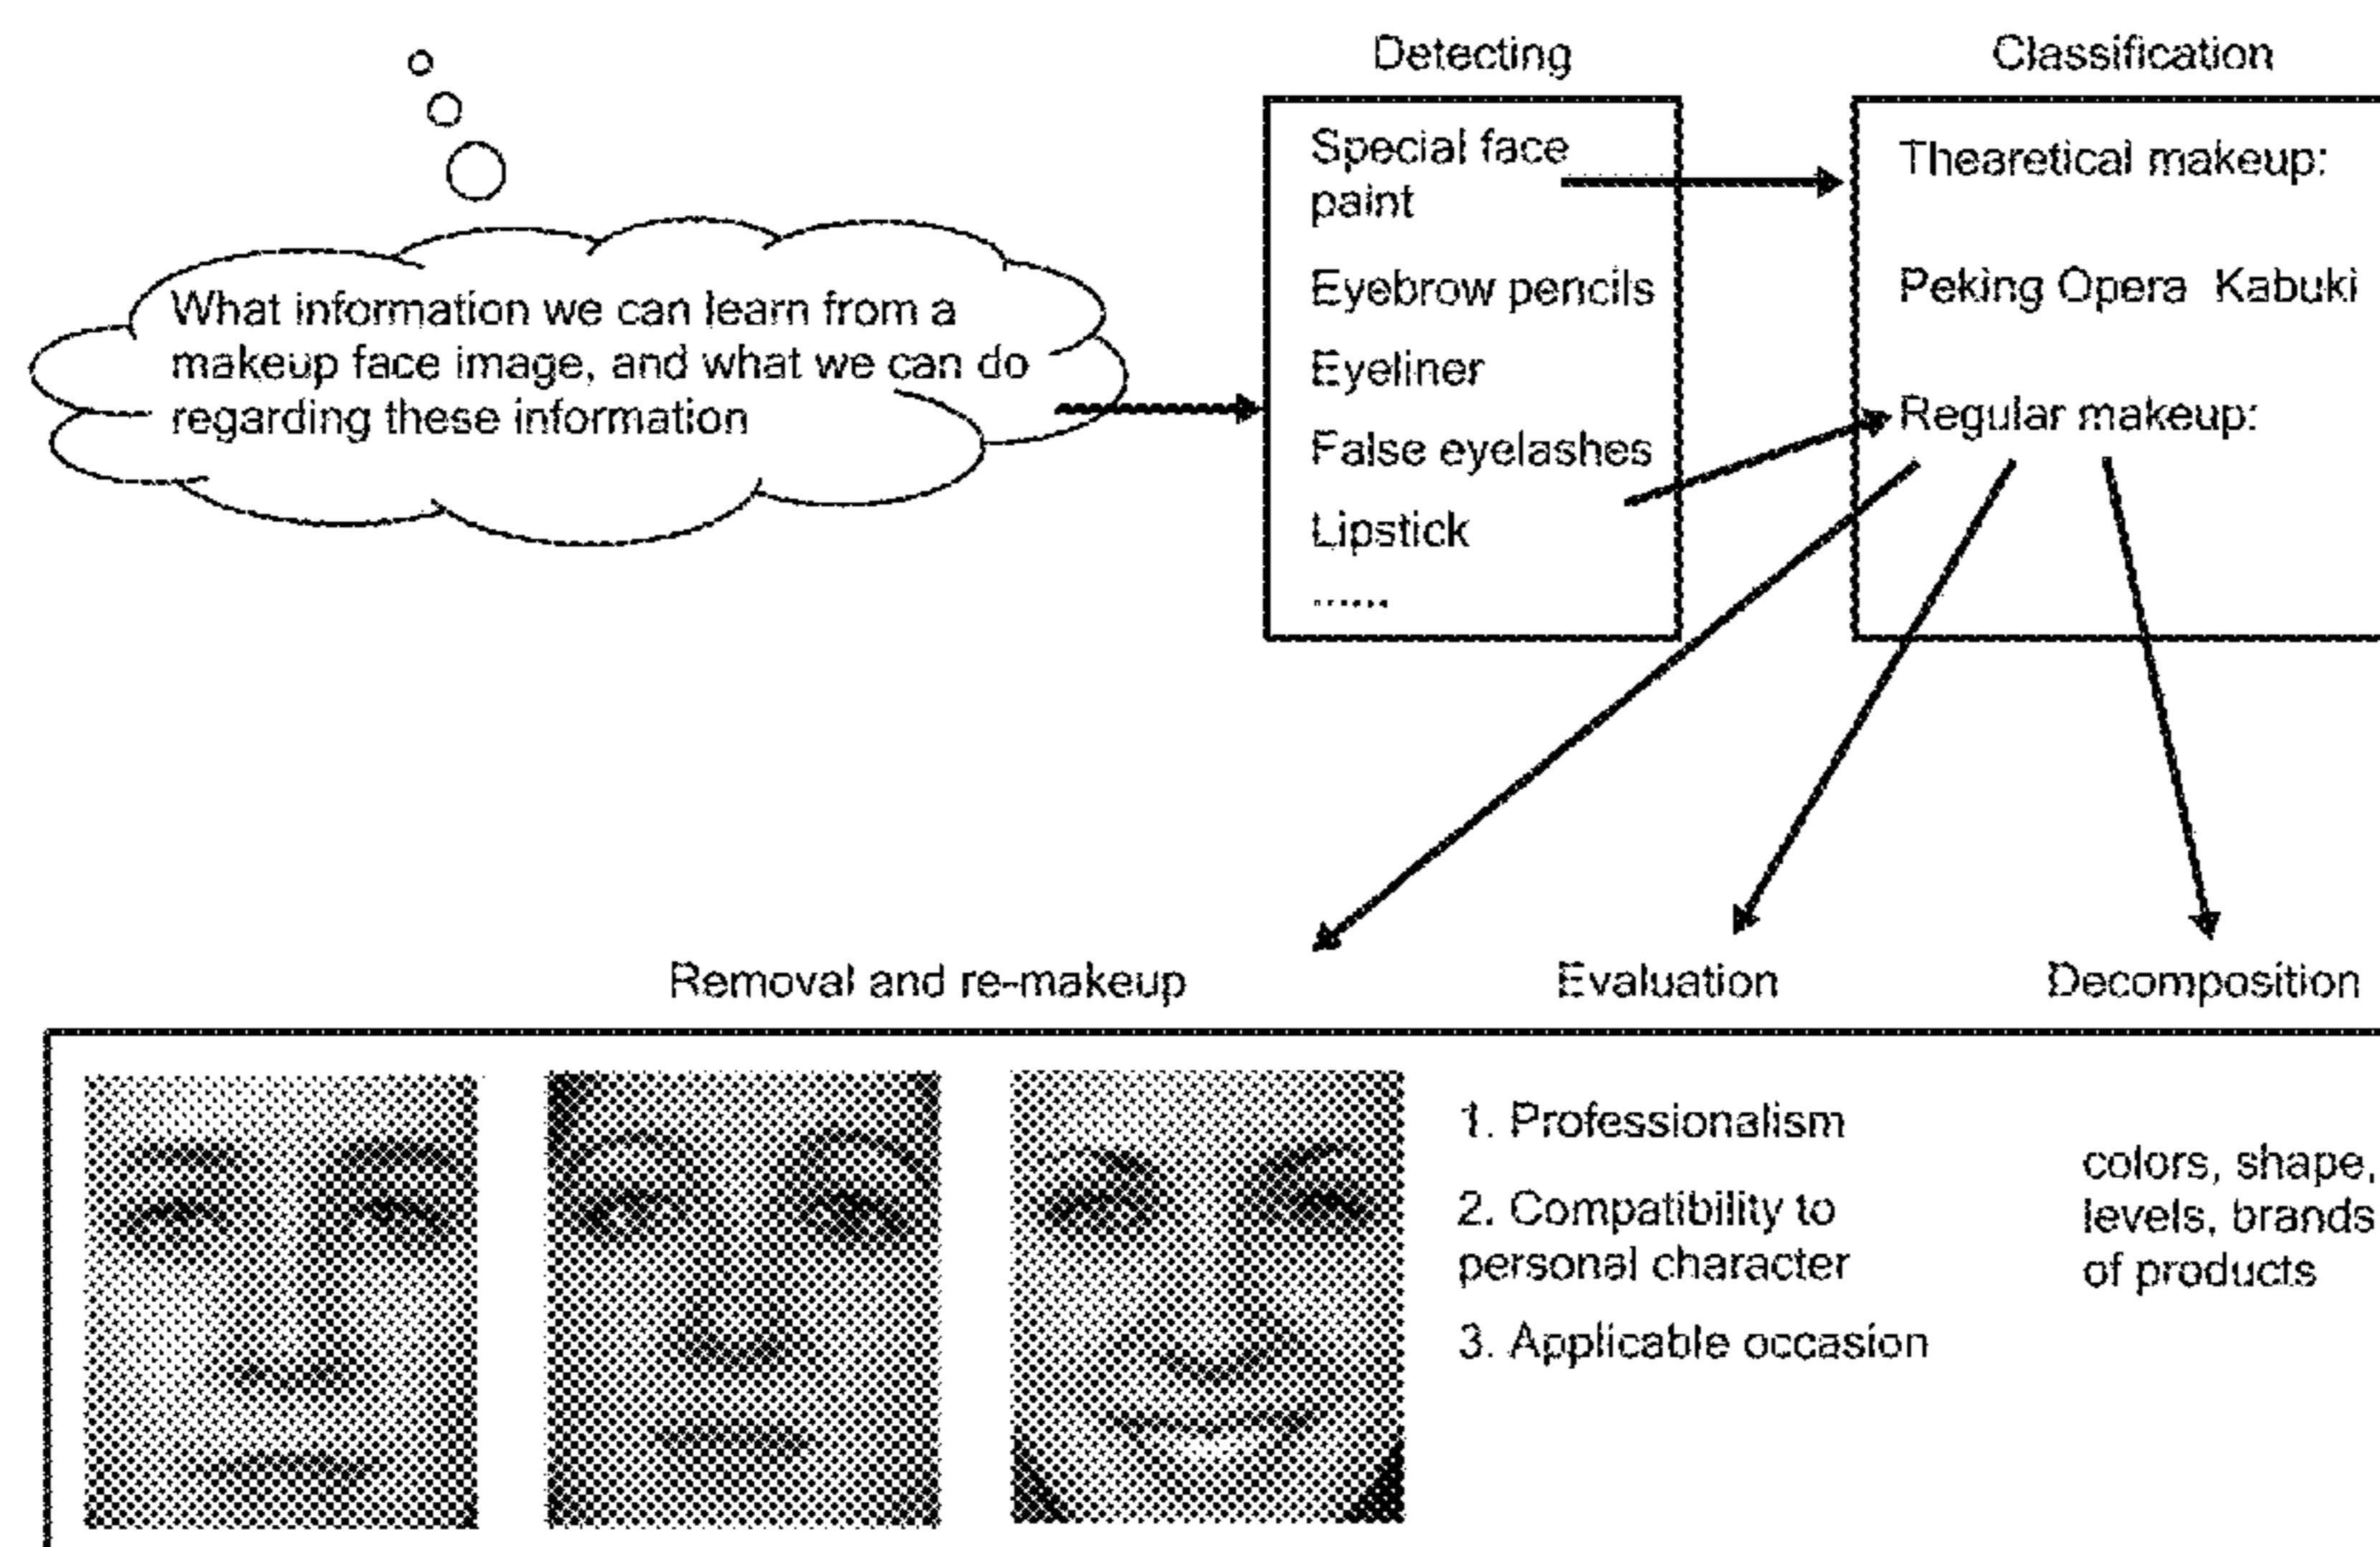 Detecting
Classification
Special face
paint
Eyebrow pencils
Eyeliner
False eyelashes
Lipstick
......
Thearetical makeup:
Peking Opera Kabuki
Regular makeup:
What information we can learn from a
makeup face image, and what we can do
regarding these information
Removal and re-makeup
Evaluation
Decomposition
1. Professionalism
2. Compatibility to
personal character
3. Applicable occasion
colors, shape,
levels, brands
of products